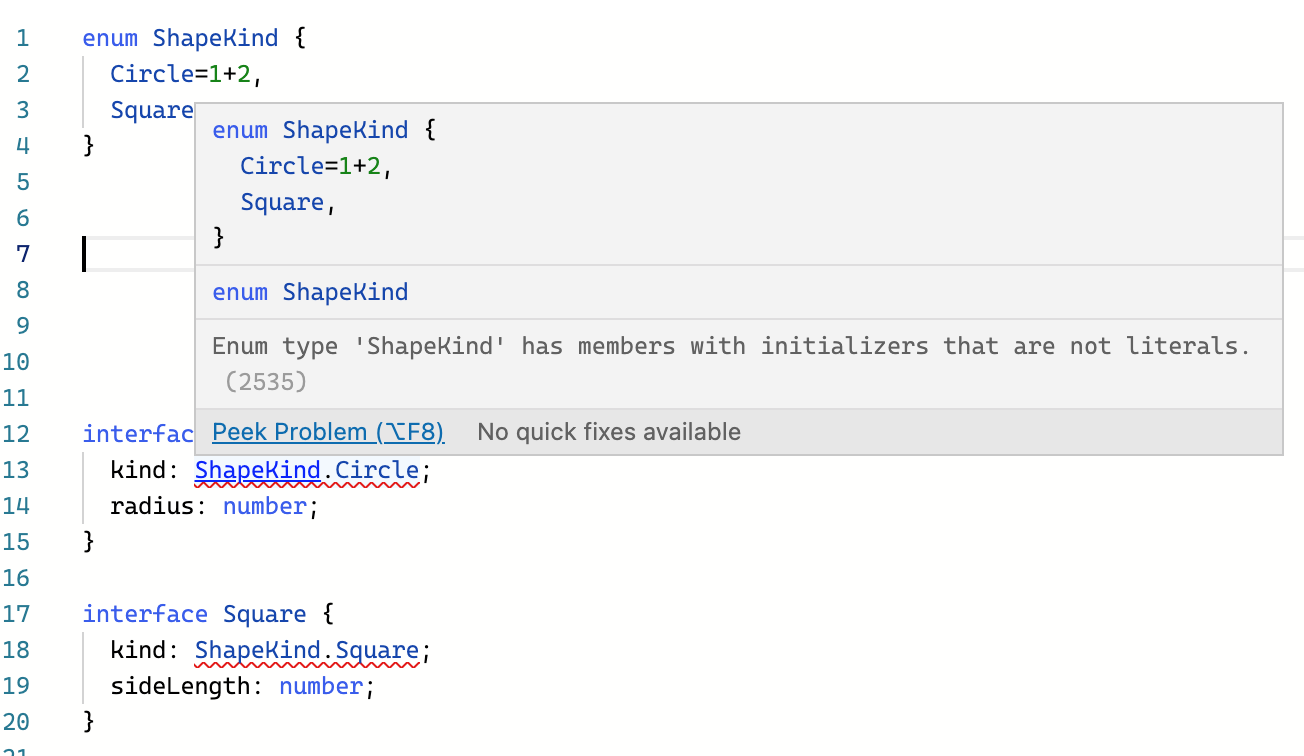 1 enum ShapeKind {
2 Circle=1+2,
3 Square
enum ShapeKind {
Circle=1+2,
Square,
}
enum ShapeKind
Enum type 'ShapeKind' has members with initializers that are not literals.
(2535)
Peek Problem (⌥F8) No quick fixes available
4 }
5
6
7
8
9
10
11
12 interfac
13 kind: ShapeKind.Circle;
14 radius: number;
15 }
16
17 interface Square {
18 kind: ShapeKind.Square;
19 sideLength: number;
20 }
21